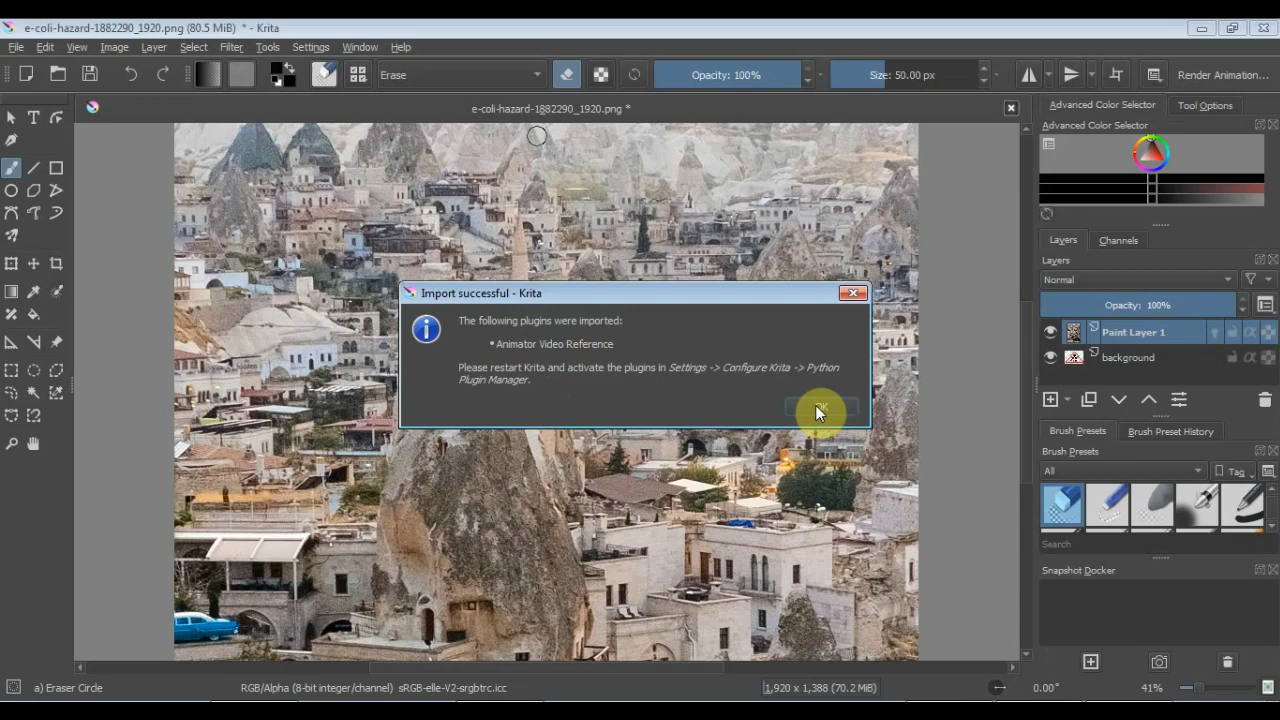 e-coli-hazard-1882290_1920.png (80.5 MiB) * - Krita
File Edit View Image Layer Select Filter Tools Settings Window Help
Erase Opacity: 100% Size: 50.00 px Render Animation...
e-coli-hazard-1882290_1920.png *
Advanced Color Selector Tool Options
Advanced Color Selector
Layers Channels
Layers
Normal
Opacity: 100%
Paint Layer 1
background
Import successful - Krita
The following plugins were imported:
• Animator Video Reference
Please restart Krita and activate the plugins in Settings -> Configure Krita -> Python
Plugin Manager.
OK
Brush Presets Brush Preset History
Brush Presets
All Tag
Search
Snapshot Docker
a) Eraser Circle RGB/Alpha (8-bit integer/channel) sRGB-elle-V2-srgbtrc.icc 1,920 x 1,388 (70.2 MiB) 0.00° 41%